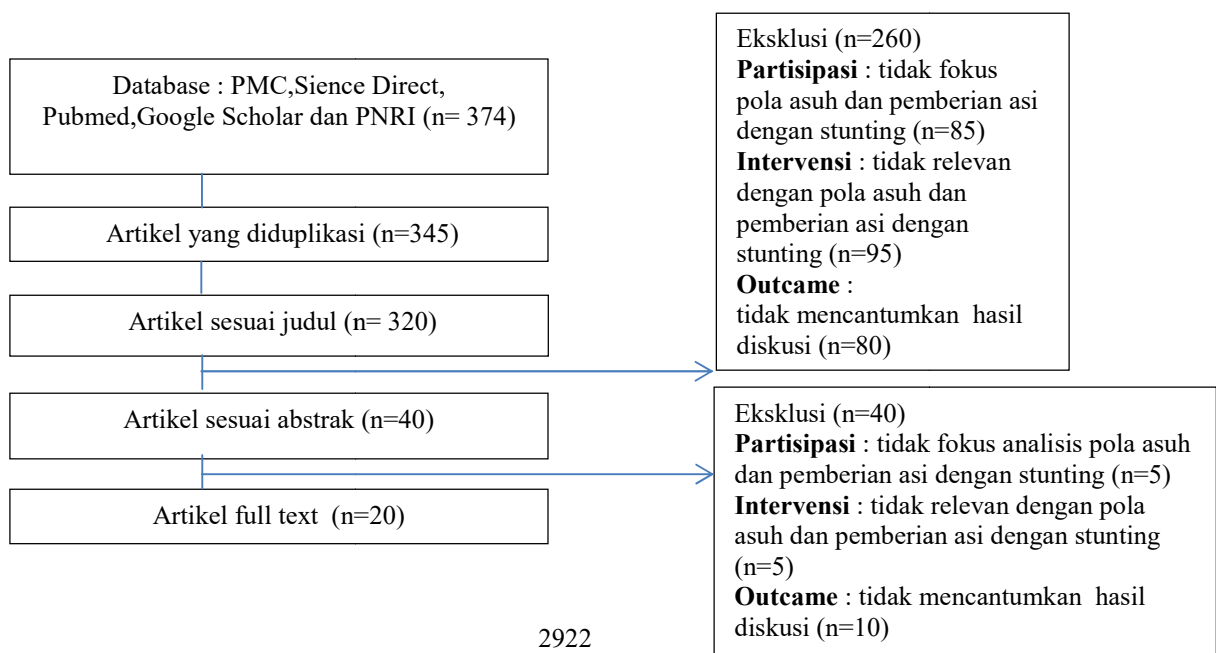 Database : PMC,Sience Direct,
Pubmed,Google Scholar dan PNRI (n= 374)
Artikel yang diduplikasi (n=345)
Artikel sesuai judul (n= 320)
Artikel sesuai abstrak (n=40)
Artikel full text (n=20)
Eksklusi (n=260)
Partisipasi : tidak fokus
pola asuh dan pemberian asi
dengan stunting (n=85)
Intervensi : tidak relevan
dengan pola asuh dan
pemberian asi dengan
stunting (n=95)
Outcame :
tidak mencantumkan hasil
diskusi (n=80)
Eksklusi (n=40)
Partisipasi : tidak fokus analisis pola asuh
dan pemberian asi dengan stunting (n=5)
Intervensi : tidak relevan dengan pola
asuh dan pemberian asi dengan stunting
(n=5)
Outcame : tidak mencantumkan hasil
diskusi (n=10)
2922